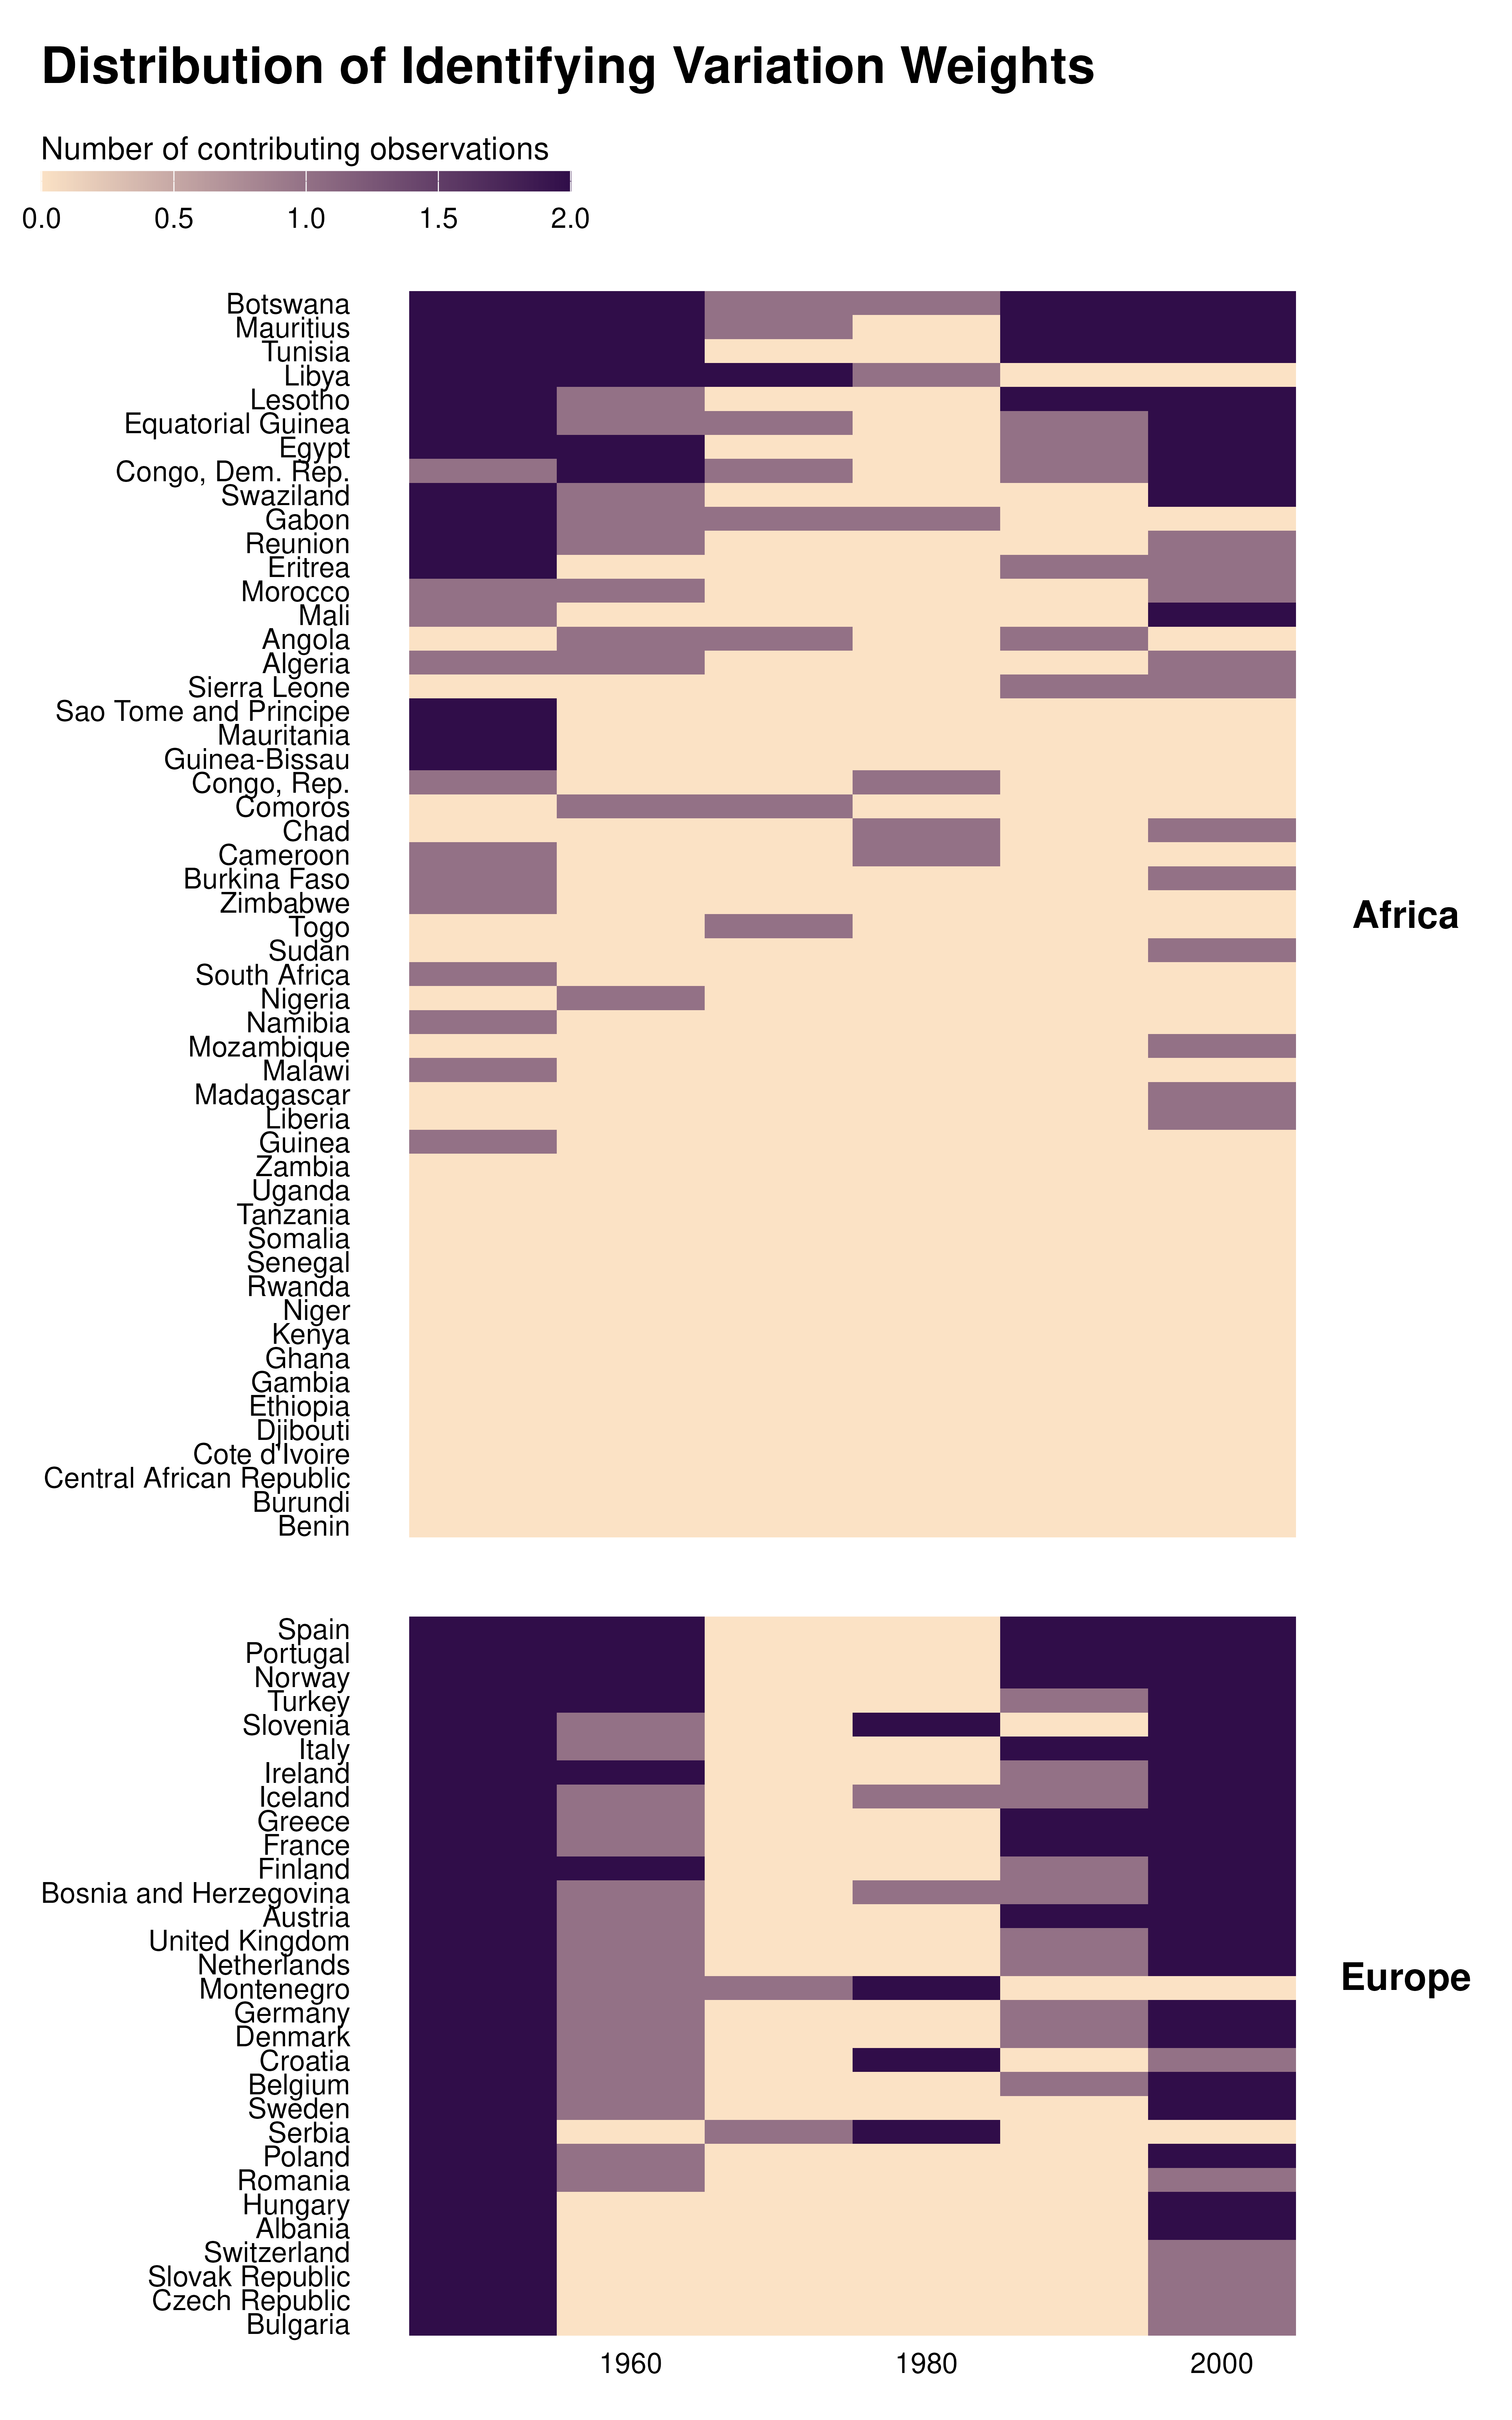 Distribution of Identifying Variation Weights
Number of contributing observations
0.0 0.5 1.0 1.5 2.0
Botswana
Mauritius
Tunisia
Libya
Lesotho
Equatorial Guinea
Egypt
Congo, Dem. Rep.
Swaziland
Gabon
Reunion
Eritrea
Morocco
Mali
Angola
Algeria
Sierra Leone
Sao Tome and Principe
Mauritania
Guinea-Bissau
Congo, Rep.
Comoros
Chad
Cameroon
Burkina Faso
Zimbabwe
Africa
Togo
Sudan
South Africa
Nigeria
Namibia
Mozambique
Malawi
Madagascar
Liberia
Guinea
Zambia
Uganda
Tanzania
Somalia
Senegal
Rwanda
Niger
Kenya
Ghana
Gambia
Ethiopia
Djibouti
Cote d'Ivoire
Central African Republic
Burundi
Benin
Spain
Portugal
Norway
Turkey
Slovenia
Italy
Ireland
Iceland
Greece
France
Finland
Bosnia and Herzegovina
Austria
United Kingdom
Netherlands
Europe
Montenegro
Germany
Denmark
Croatia
Belgium
Sweden
Serbia
Poland
Romania
Hungary
Albania
Switzerland
Slovak Republic
Czech Republic
Bulgaria
1960 1980 2000